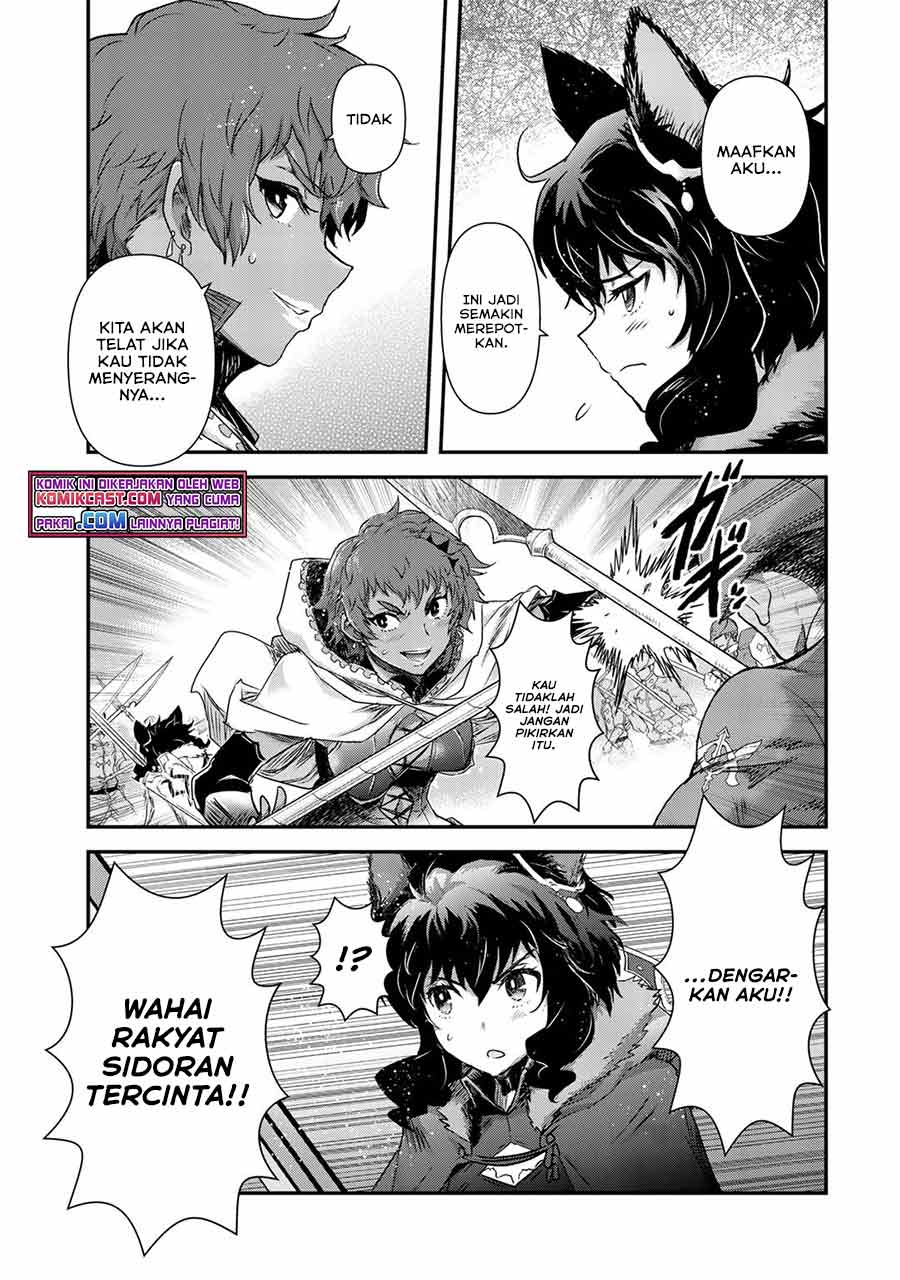 MAAFKAN
AKU...
INI JADI
SEMAKIN
MEREPOT-
KAN.
TIDAK
KITA AKAN
TELAT JIKA
KAU TIDAK
MENYERANG-
NYA...
KOMIK INI DIKERJAKAN OLEH WEB
KOMIKCAST.COM YANG CUMA
PAKAI .COM LAINNYA PLAGIAT!
ガギ
KAU
TIDAKLAH
SALAH! JADI
JANGAN
PIKIRKAN
ITU.
...DENGAR-
KAN AKU!!
!?
WAHAI
RAKYAT
SIDORAN
TERCINTA!!